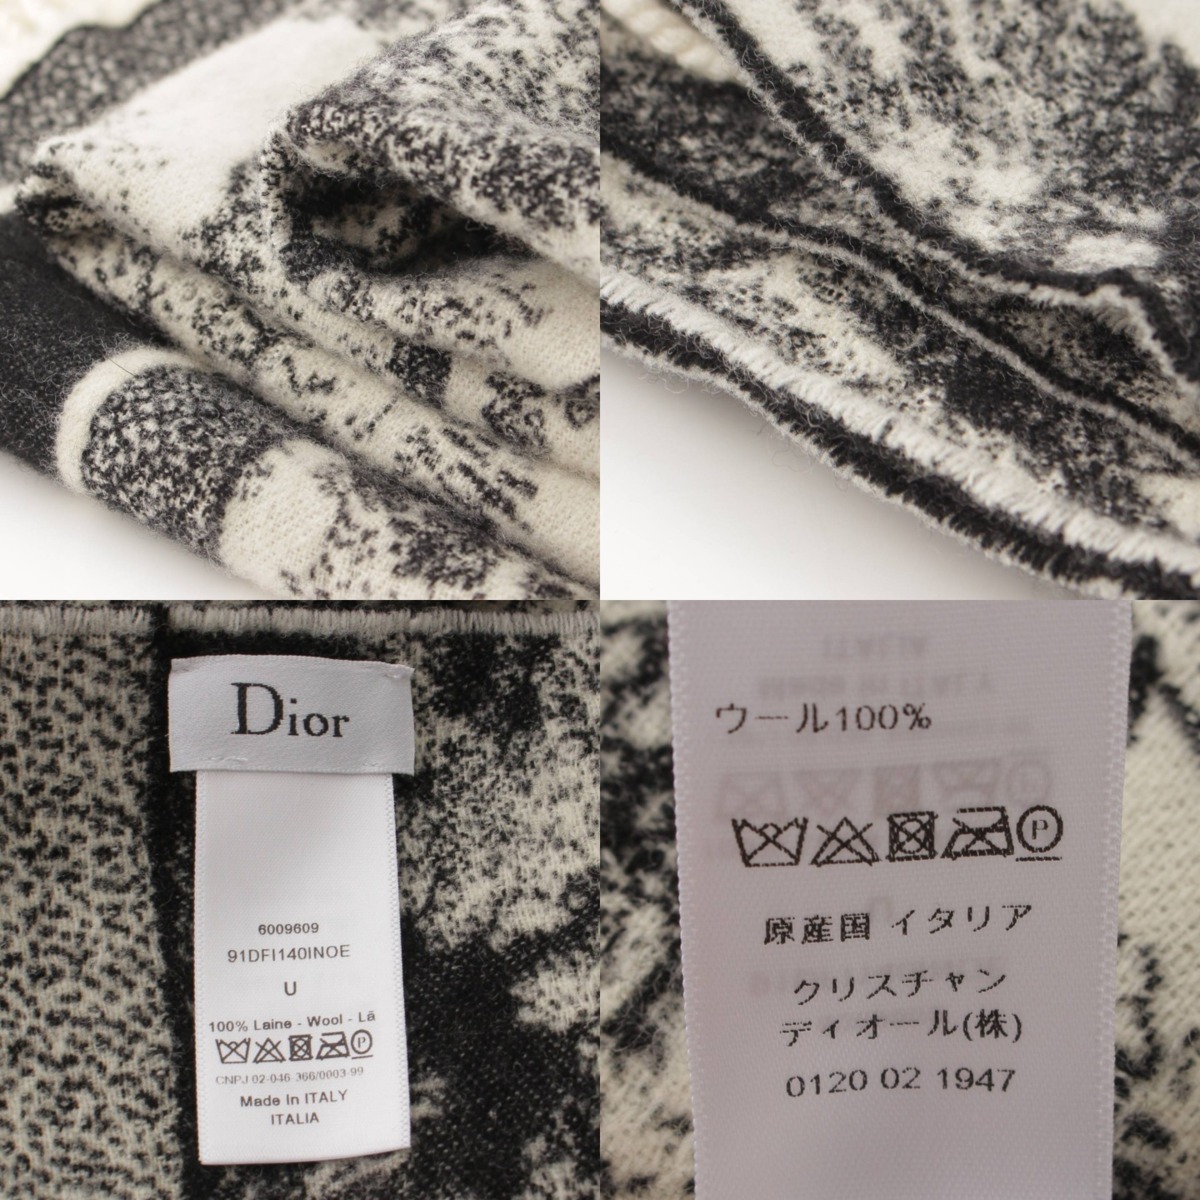 Dior
6009609
91DFI140INOE
U
100% Laine - Wool - Lã
P
CNPJ 02-046 366/0003-99
Made in ITALY
ITALIA
ウール100%
P
原産国 イタリア
クリスチャン
ディオール(株)
0120 02 1947